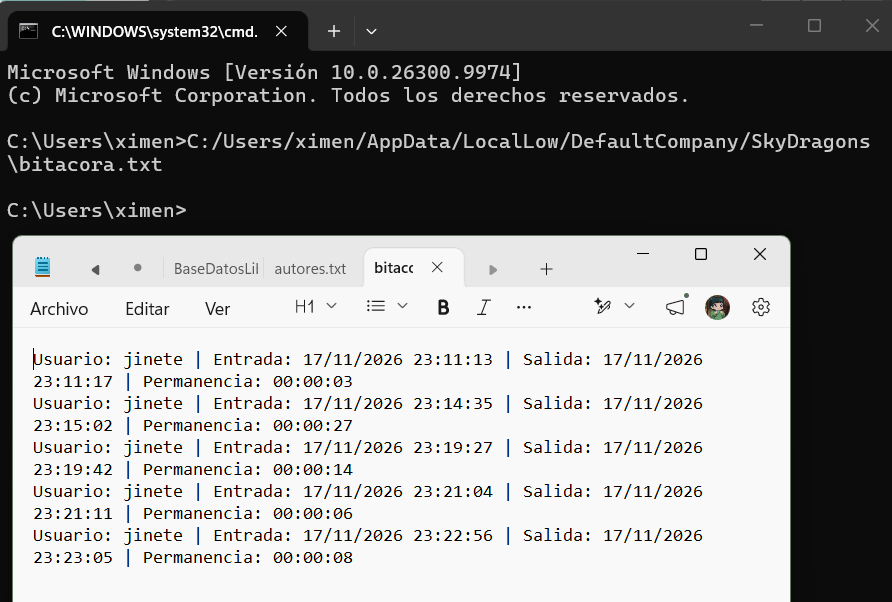 C:\WINDOWS\system32\cmd.
Microsoft Windows [Versión 10.0.26300.9974]
(c) Microsoft Corporation. Todos los derechos reservados.
C:\Users\ximen>C:/Users/ximen/AppData/LocalLow/DefaultCompany/SkyDragons
\bitacora.txt
C:\Users\ximen>
BaseDatosLil autores.txt bitacc
Archivo Editar Ver H1 B I
Usuario: jinete | Entrada: 17/11/2026 23:11:13 | Salida: 17/11/2026
23:11:17 | Permanencia: 00:00:03
Usuario: jinete | Entrada: 17/11/2026 23:14:35 | Salida: 17/11/2026
23:15:02 | Permanencia: 00:00:27
Usuario: jinete | Entrada: 17/11/2026 23:19:27 | Salida: 17/11/2026
23:19:42 | Permanencia: 00:00:14
Usuario: jinete | Entrada: 17/11/2026 23:21:04 | Salida: 17/11/2026
23:21:11 | Permanencia: 00:00:06
Usuario: jinete | Entrada: 17/11/2026 23:22:56 | Salida: 17/11/2026
23:23:05 | Permanencia: 00:00:08